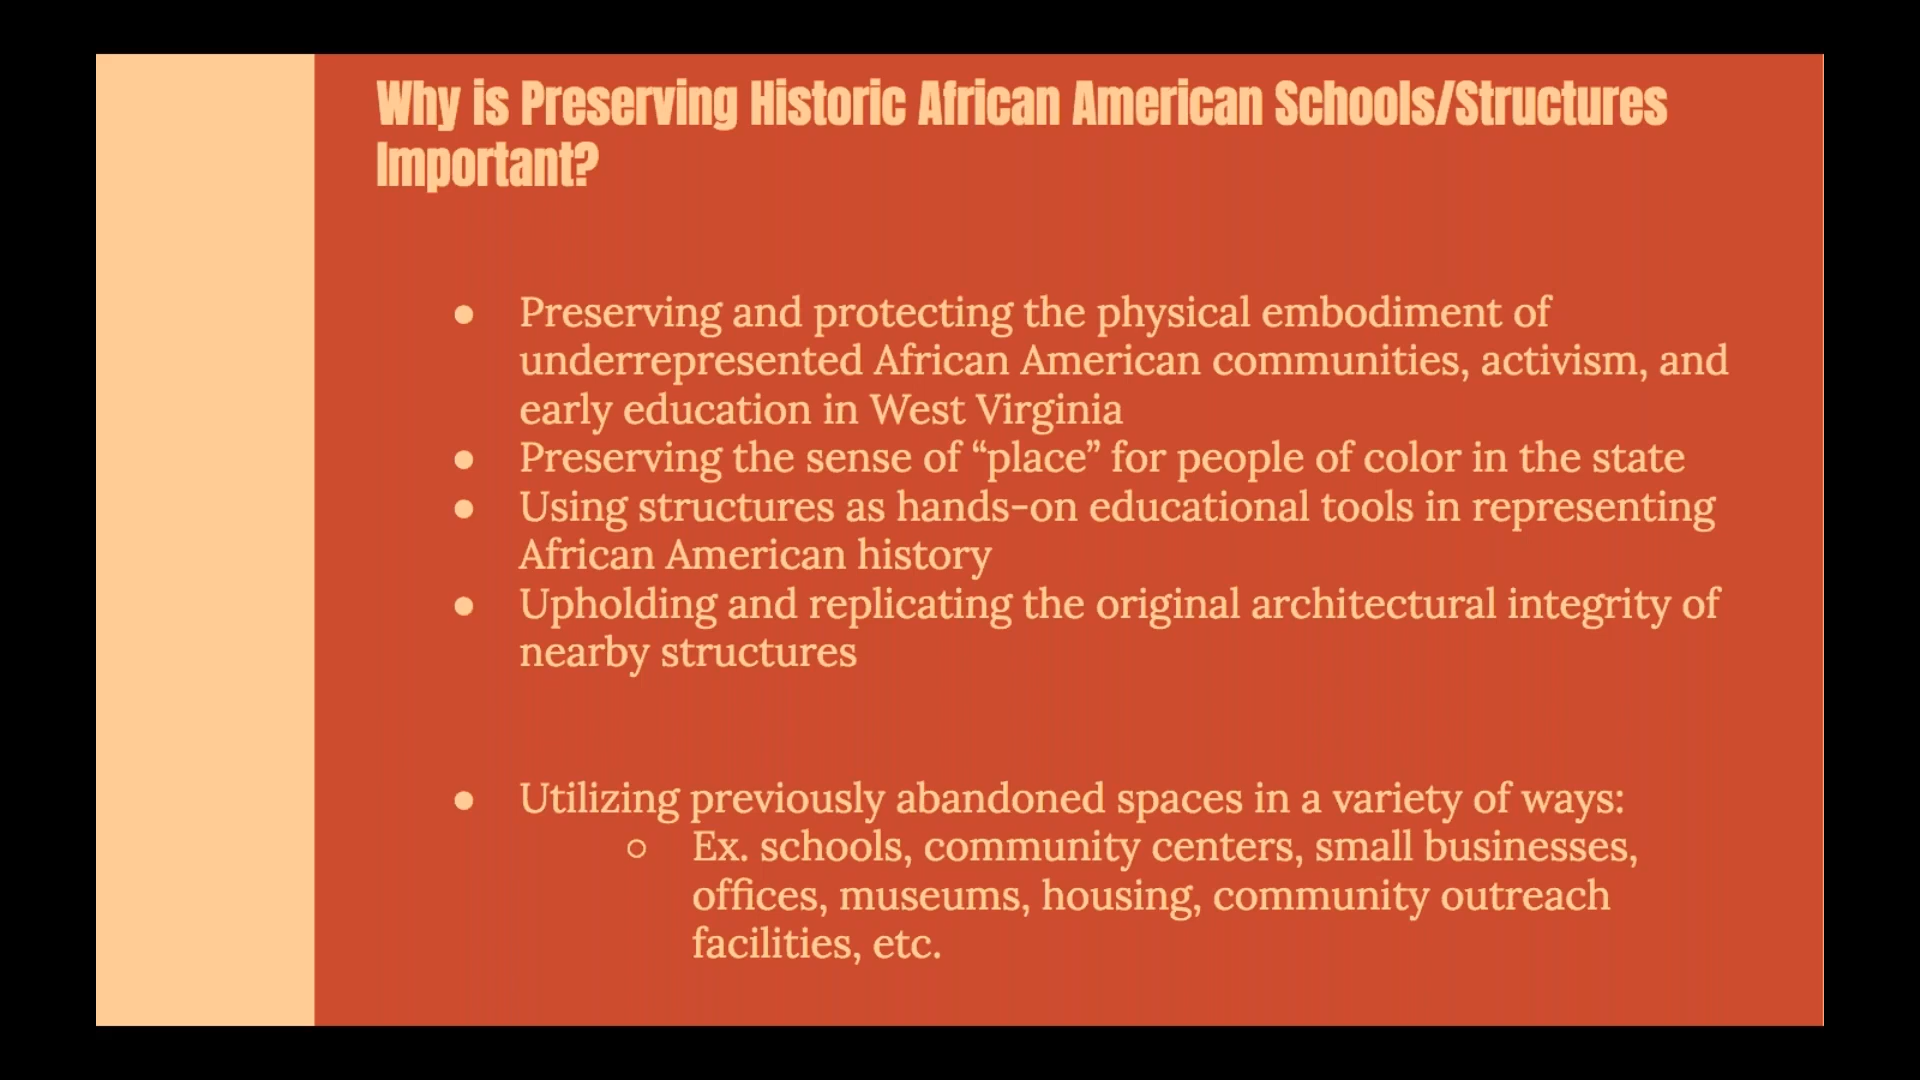 Why is Preserving Historic African American Schools/Structures
Important?
● Preserving and protecting the physical embodiment of
underrepresented African American communities, activism, and
early education in West Virginia
● Preserving the sense of “place” for people of color in the state
● Using structures as hands-on educational tools in representing
African American history
● Upholding and replicating the original architectural integrity of
nearby structures
● Utilizing previously abandoned spaces in a variety of ways:
○ Ex. schools, community centers, small businesses,
offices, museums, housing, community outreach
facilities, etc.